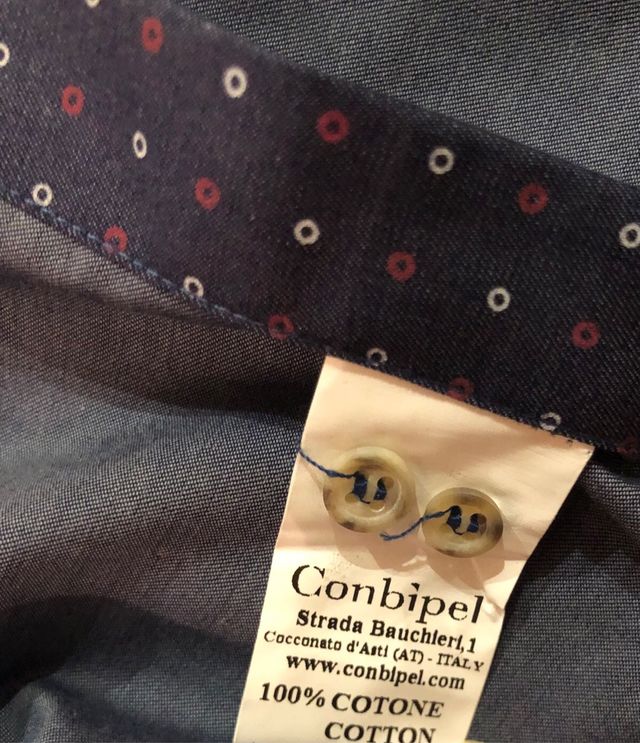 Conbipel
Strada Bauchieri,1
Cocconato d'Asti (AT) - ITALY
www.conbipel.com
100% COTONE
COTTON